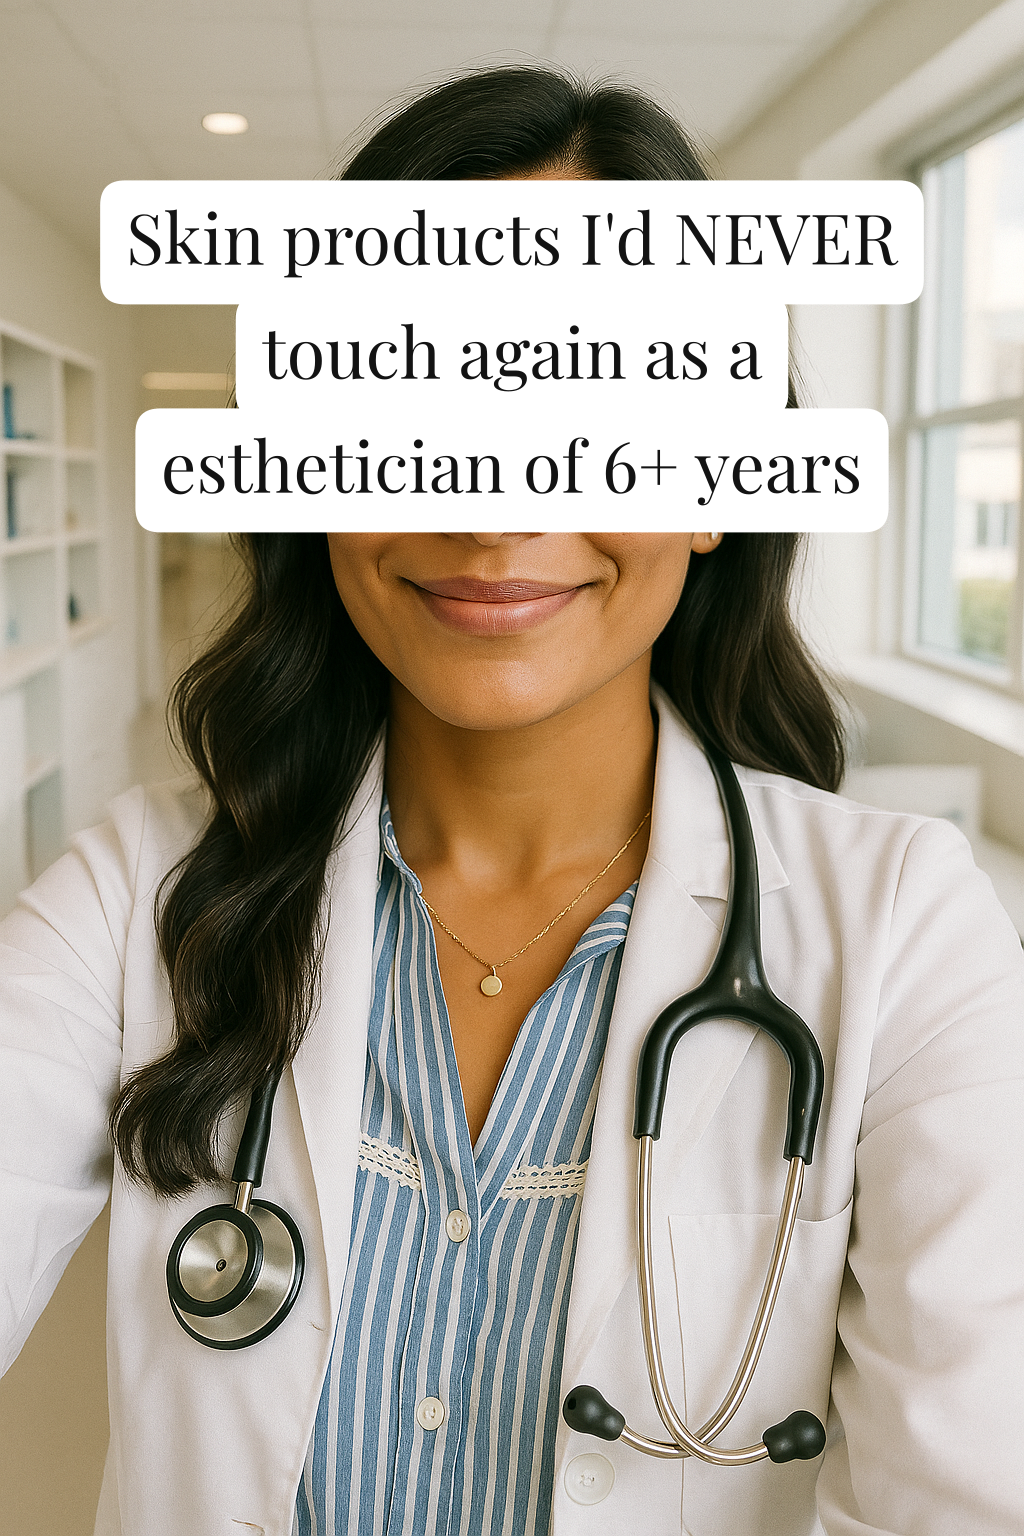 Skin products I'd NEVER
touch again as a
esthetician of 6+ years